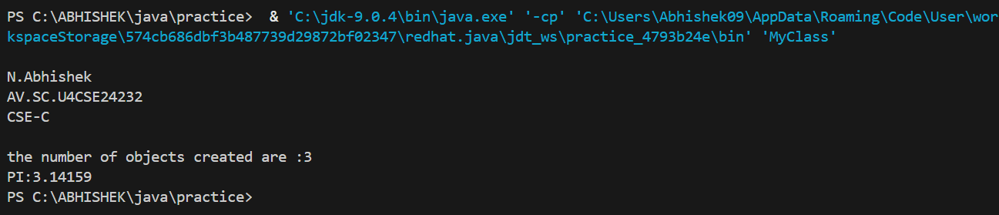 PS C:\ABHISHEK\java\practice>  & 'C:\jdk-9.0.4\bin\java.exe' '-cp' 'C:\Users\Abhishek09\AppData\Roaming\Code\User\wor
kspaceStorage\574cb686dbf3b487739d29872bf02347\redhat.java\jdt_ws\practice_4793b24e\bin' 'MyClass'
N.Abhishek
AV.SC.U4CSE24232
CSE-C
the number of objects created are :3
PI:3.14159
PS C:\ABHISHEK\java\practice>